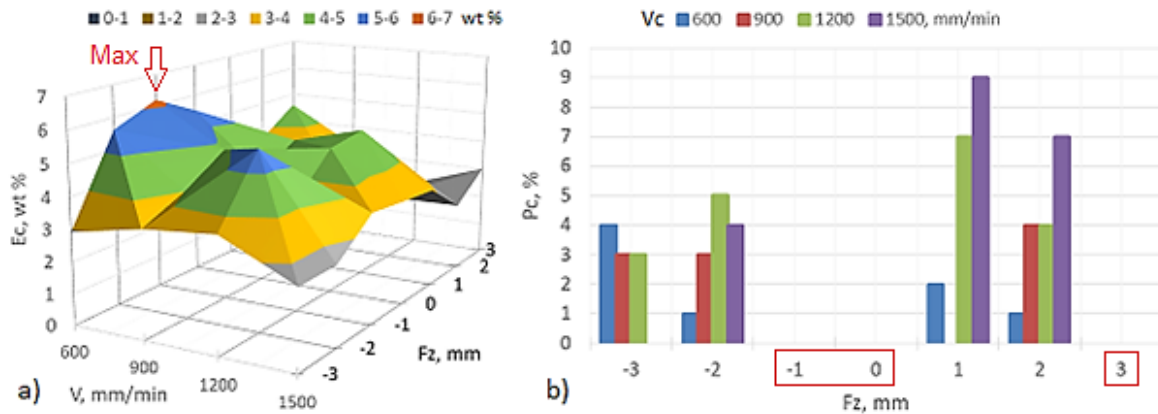 0-1 1-2 2-3 3-4 4-5 5-6 6-7 wt %
Max
7
6
5
4
3
2
1
0
Ec, wt %
600
900
1200
1500
V, mm/min
-3
-2
-1
0
1
2
3
Fz, mm
a)
Vc 600 900 1200 1500, mm/min
10
9
8
7
6
5
4
3
2
1
0
Pc, %
-3 -2 -1 0 1 2 3
Fz, mm
b)